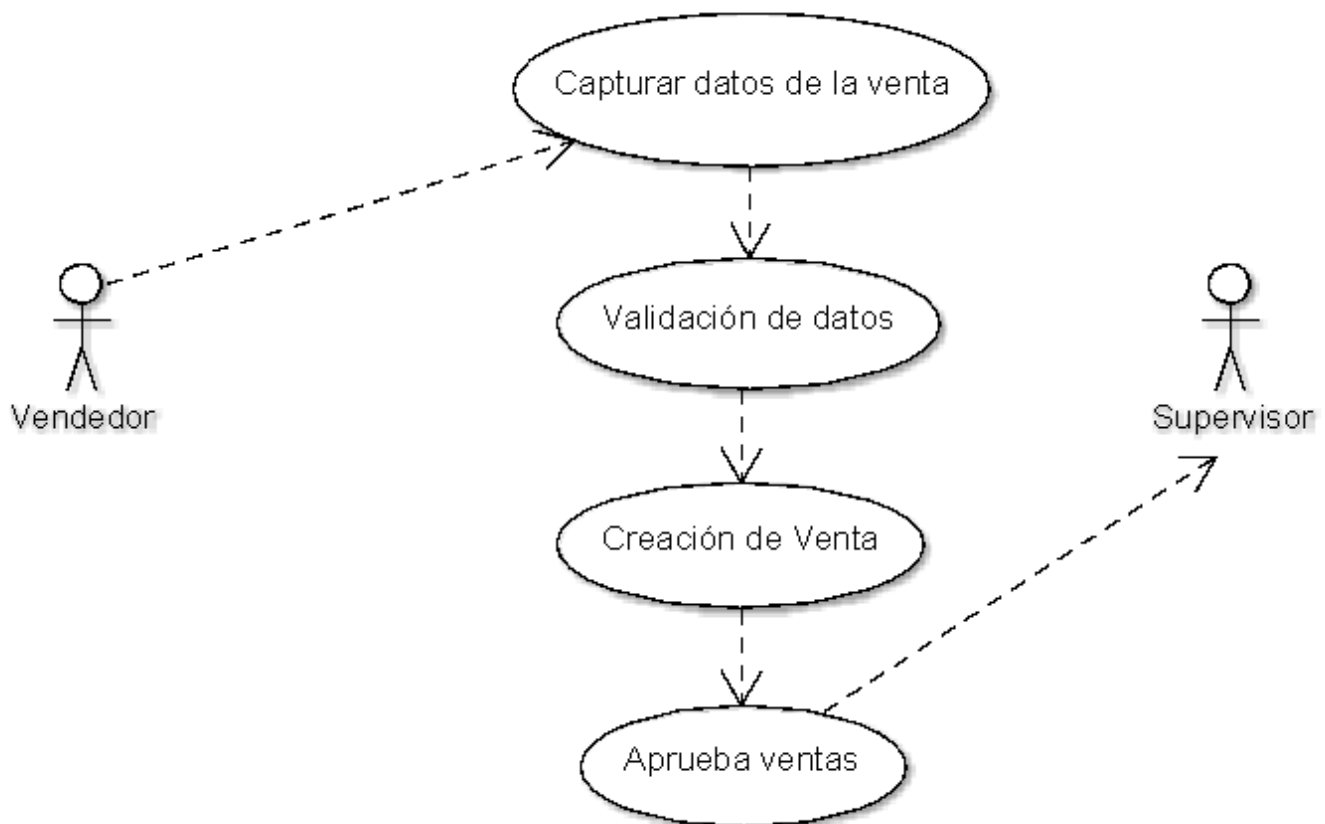 Capturar datos de la venta
Validación de datos
Vendedor
Supervisor
Creación de Venta
Aprueba ventas